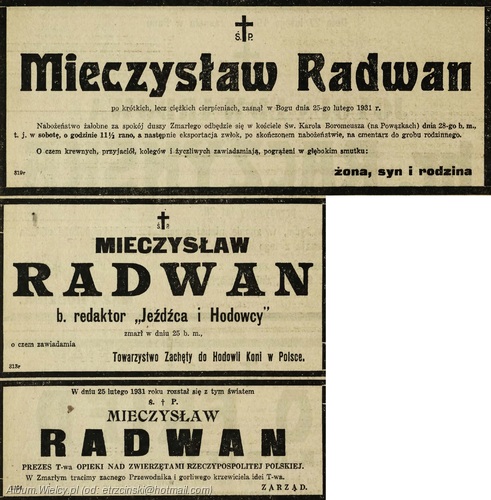 Ś. P.
Mieczysław Radwan
po krótkich, lecz ciężkich cierpieniach, zasnął w Bogu dnia 25-go lutego 1931 r.
Nabożeństwo żałobne za spokój duszy Zmarłego odbędzie się w kościele Św. Karola Boromeusza (na Powązkach) dnia 28-go b. m.,
t. j. w sobotę, o godzinie 11½ rano, a następnie eksportacja zwłok, po skończonem nabożeństwie, na cmentarz do grobu rodzinnego.
O czem krewnych, przyjaciół, kolegów i życzliwych zawiadamiają, pogrążeni w głębokim smutku:
żona, syn i rodzina
MIECZYSŁAW
RADWAN
b. redaktor „Jeźdźca i Hodowcy”
zmarł w dniu 25 b. m.,
o czem zawiadamia
Towarzystwo Zachęty do Hodowli Koni w Polsce.
W dniu 25 lutego 1931 roku rozstał się z tym światem
Ś. † P.
MIECZYSŁAW
RADWAN
PREZES T-wa OPIEKI NAD ZWIERZĘTAMI RZECZYPOSPOLITEJ POLSKIEJ.
W Zmarłym tracimy zacnego Przewodnika i gorliwego krzewiciela idei T-wa.
ZARZĄD.
Album.Wielcy.pl (od: etrzcinski@hotmail.com)